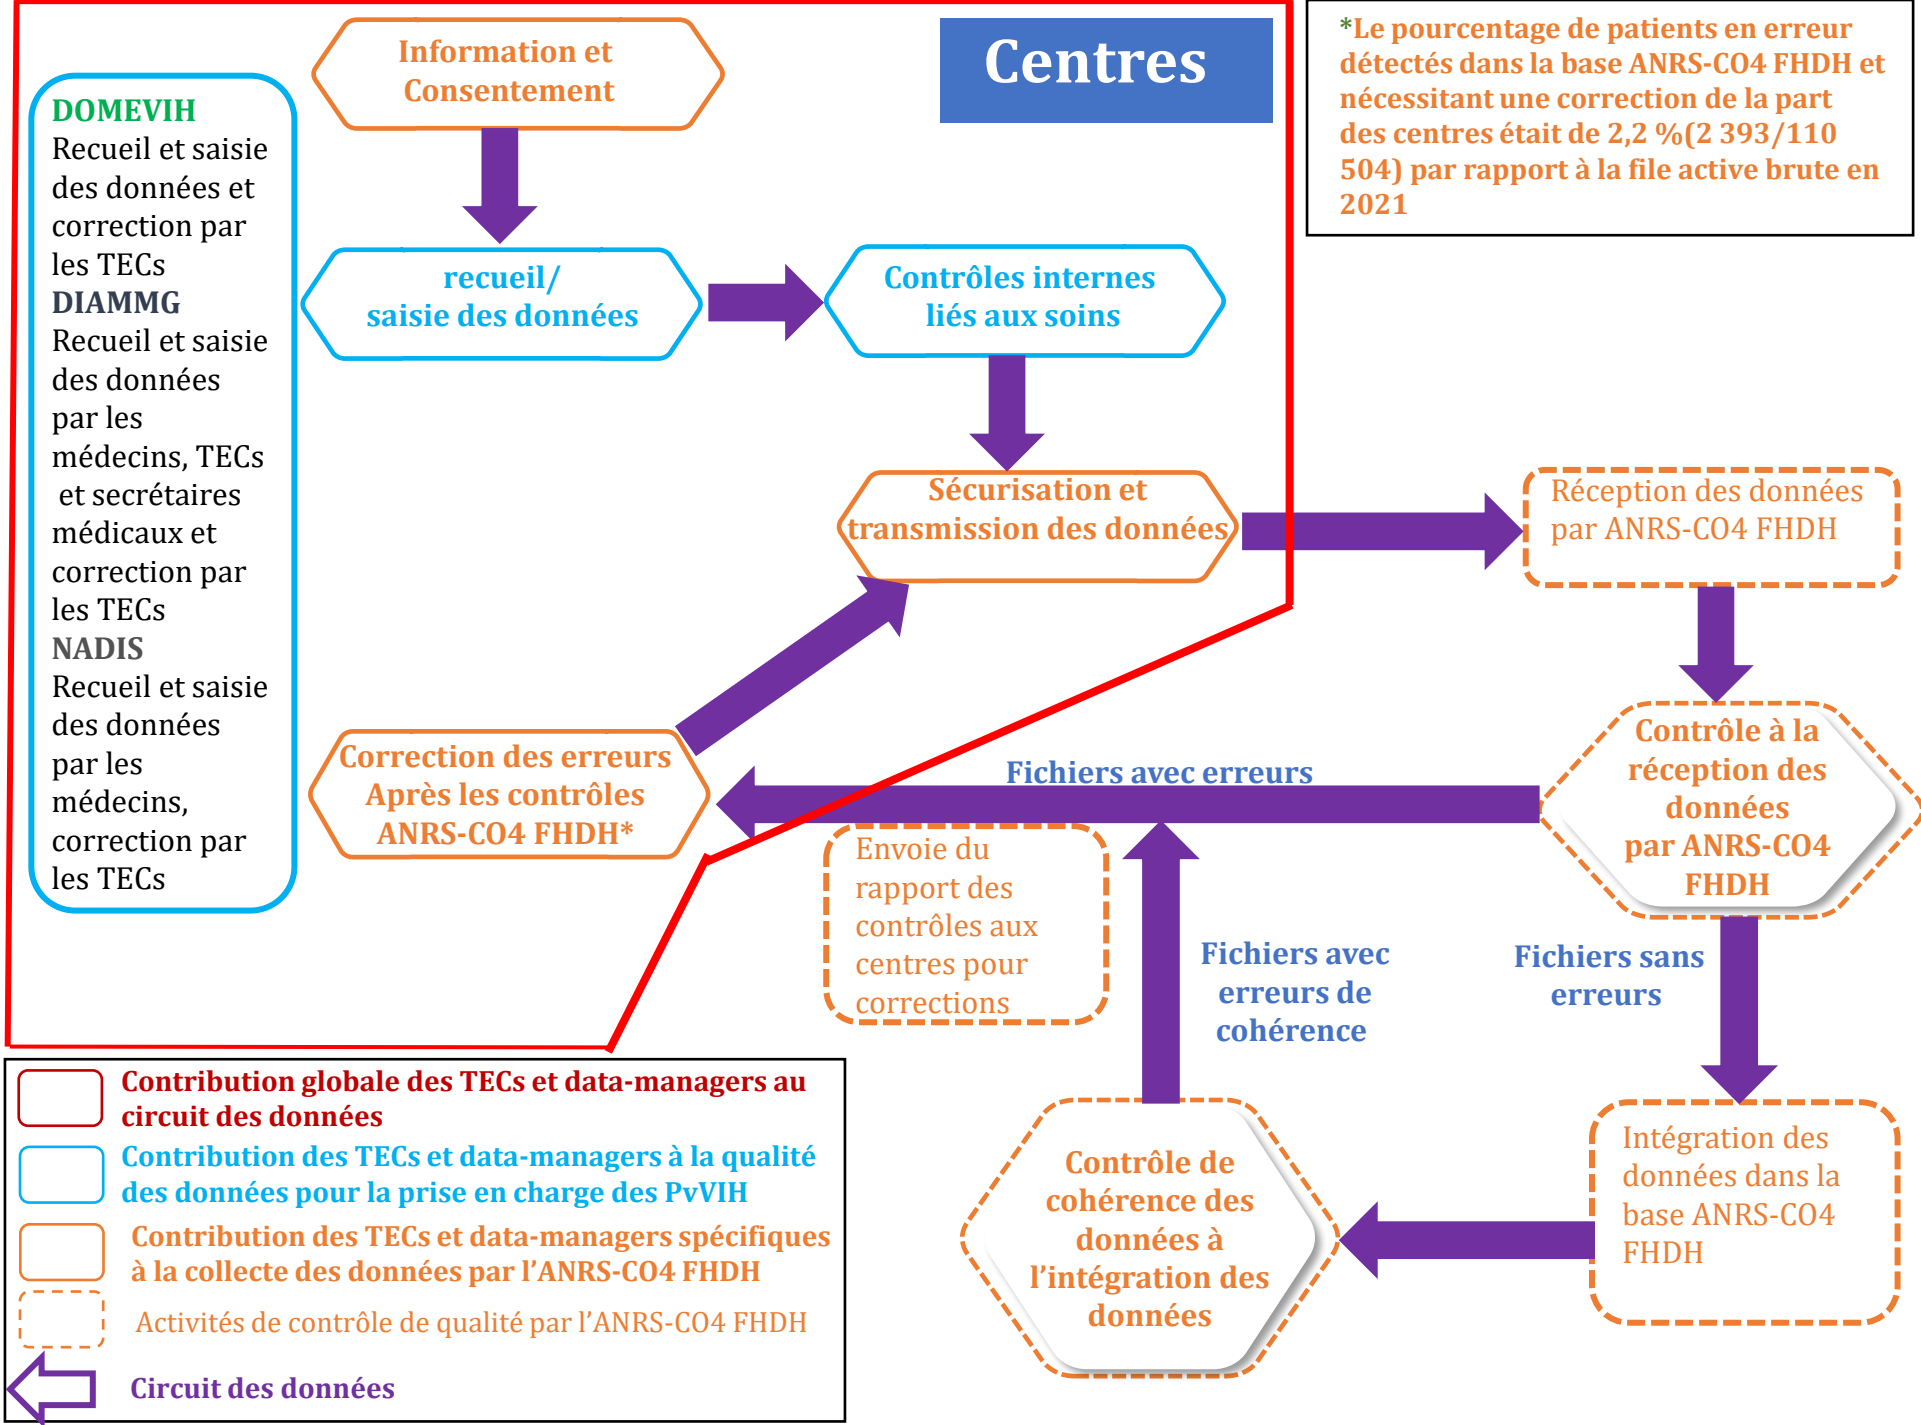 Centres
*Le pourcentage de patients en erreur
détectés dans la base ANRS-CO4 FHDH et
nécessitant une correction de la part
des centres était de 2,2 %(2 393/110
504) par rapport à la file active brute en
2021
Information et
Consentement
DOMEVIH
Recueil et saisie
des données et
correction par
les TECs
DIAMMG
Recueil et saisie
des données
par les
médecins, TECs
et secrétaires
médicaux et
correction par
les TECs
NADIS
Recueil et saisie
des données
par les
médecins,
correction par
les TECs
recueil/
saisie des données
Contrôles internes
liés aux soins
Sécurisation et
transmission des données
Réception des données
par ANRS-CO4 FHDH
Correction des erreurs
Après les contrôles
ANRS-CO4 FHDH*
Fichiers avec erreurs
Contrôle à la
réception des
données
par ANRS-CO4
FHDH
Envoie du
rapport des
contrôles aux
centres pour
corrections
Fichiers avec
erreurs de
cohérence
Fichiers sans
erreurs
Contrôle de
cohérence des
données à
l'intégration des
données
Intégration des
données dans la
base ANRS-CO4
FHDH
Contribution globale des TECs et data-managers au
circuit des données
Contribution des TECs et data-managers à la qualité
des données pour la prise en charge des PvVIH
Contribution des TECs et data-managers spécifiques
à la collecte des données par l'ANRS-CO4 FHDH
Activités de contrôle de qualité par l'ANRS-CO4 FHDH
Circuit des données